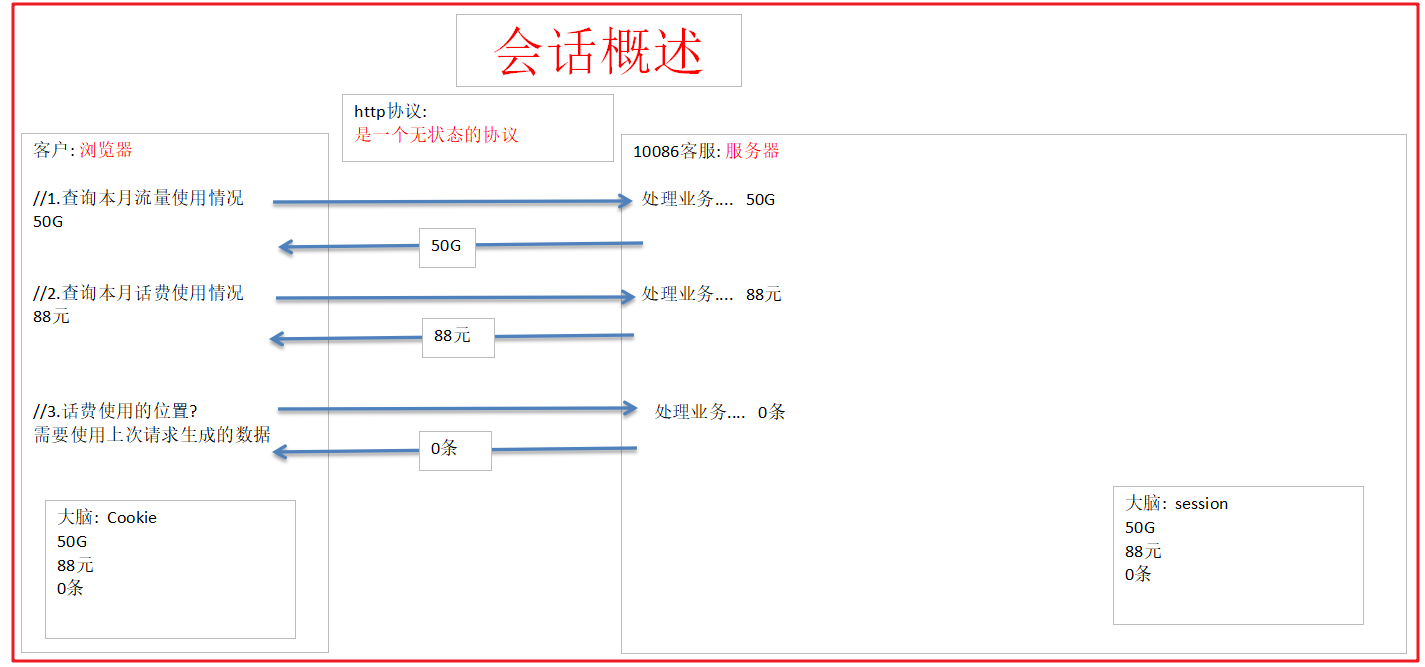 会话概述
http协议:
是一个无状态的协议
客户: 浏览器
10086客服: 服务器
//1.查询本月流量使用情况
50G
处理业务.... 50G
50G
//2.查询本月话费使用情况
88元
处理业务.... 88元
88元
//3.话费使用的位置?
需要使用上次请求生成的数据
处理业务.... 0条
0条
大脑: Cookie
50G
88元
0条
大脑: session
50G
88元
0条